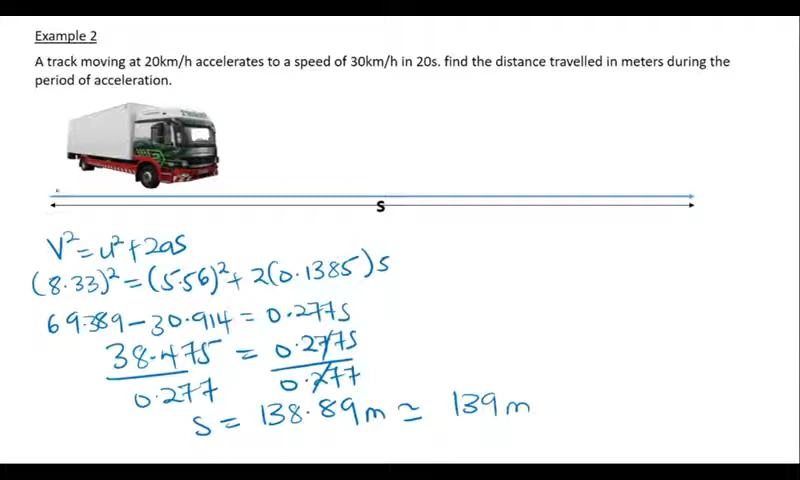 Example 2
A track moving at 20km/h accelerates to a speed of 30km/h in 20s. find the distance travelled in meters during the
period of acceleration.
S
V² = u² + 2as
(8.33)² = (5.56)² + 2(0.1385)s
69.389 - 30.914 = 0.277s
38.475 = 0.277s
0.277 0.277
s = 138.89m ≃ 139m